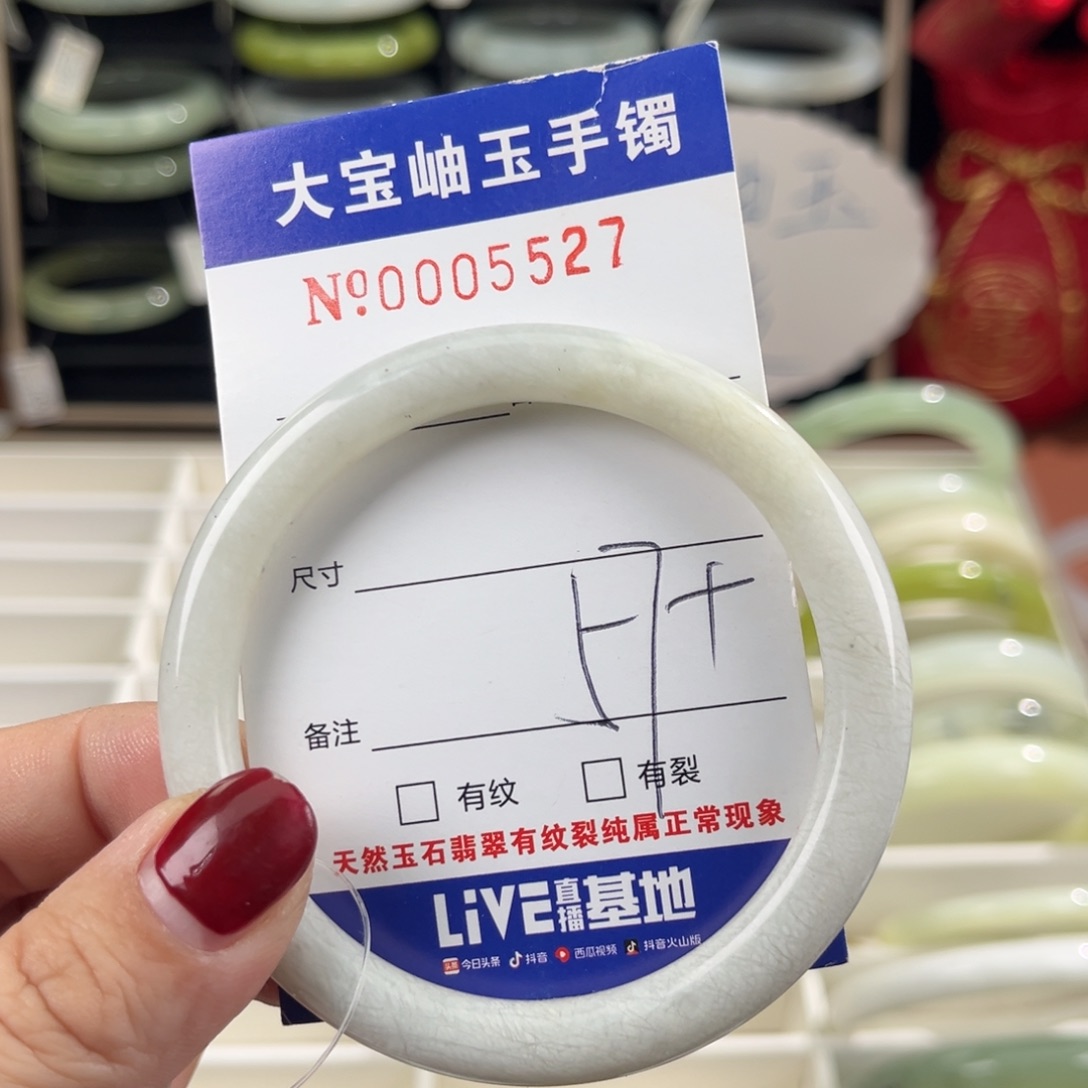 大宝岫玉手镯
№0005527
尺寸
备注
有纹
有裂
天然玉石翡翠有纹裂纯属正常现象
LiVE直播基地
今日头条 抖音 西瓜视频 抖音火山版